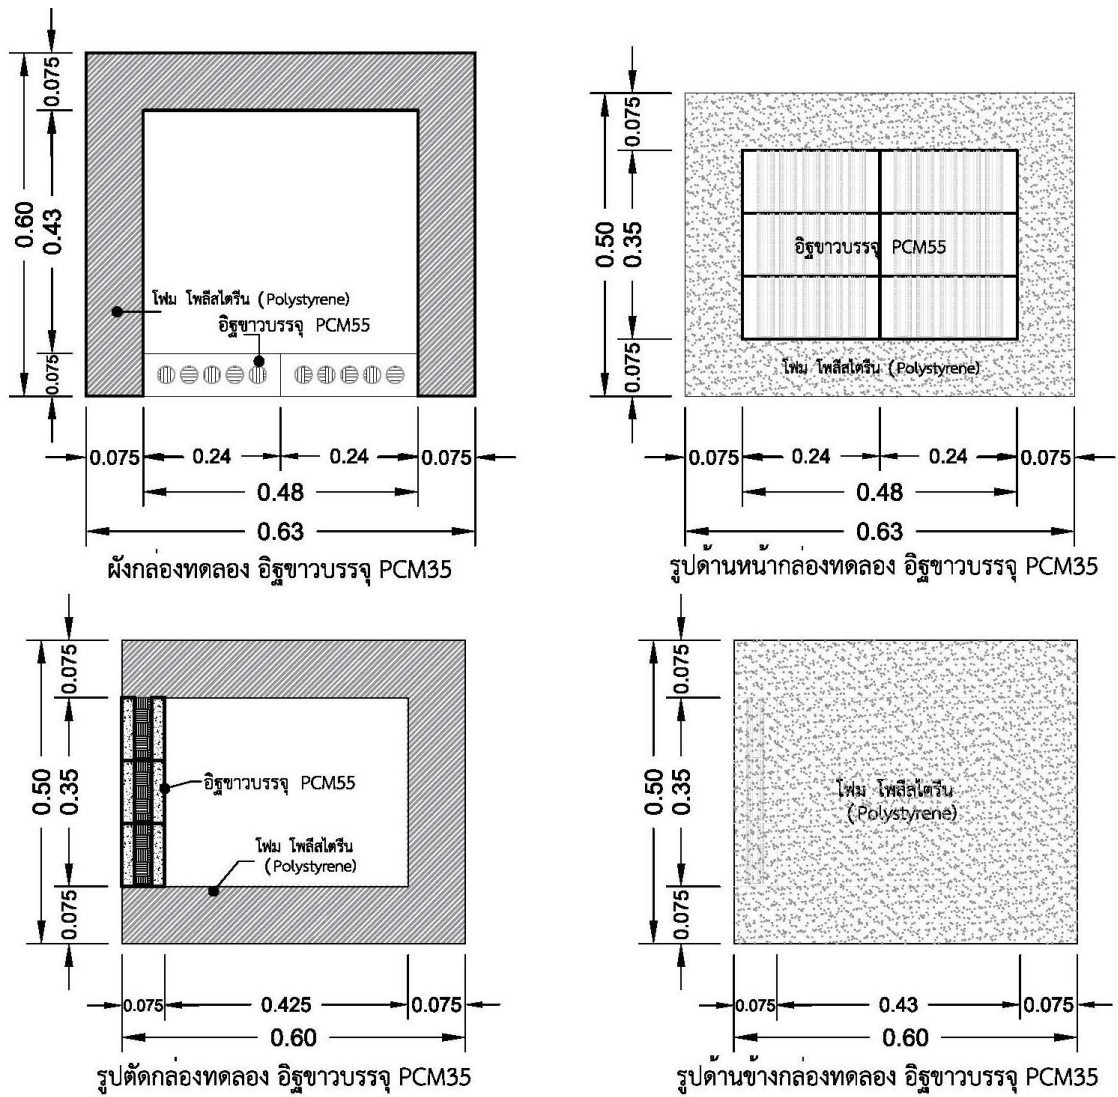 0.075
0.43
0.60
0.075
โฟม โพลีสไตรีน (Polystyrene)
อิฐขาวบรรจุ PCM55
0.075 0.24 0.24 0.075
0.48
0.63
ผังกล่องทดลอง อิฐขาวบรรจุ PCM35
0.075
0.50
0.35
0.075
อิฐขาวบรรจุ PCM55
โฟม โพลีสไตรีน (Polystyrene)
0.075 0.24 0.24 0.075
0.48
0.63
รูปด้านหน้ากล่องทดลอง อิฐขาวบรรจุ PCM35
0.075
0.50
0.35
0.075
อิฐขาวบรรจุ PCM55
โฟม โพลีสไตรีน
(Polystyrene)
0.075 0.425 0.075
0.60
รูปตัดกล่องทดลอง อิฐขาวบรรจุ PCM35
0.075
0.50
0.35
0.075
โฟม โพลีสไตรีน
(Polystyrene)
0.075 0.43 0.075
0.60
รูปด้านข้างกล่องทดลอง อิฐขาวบรรจุ PCM35